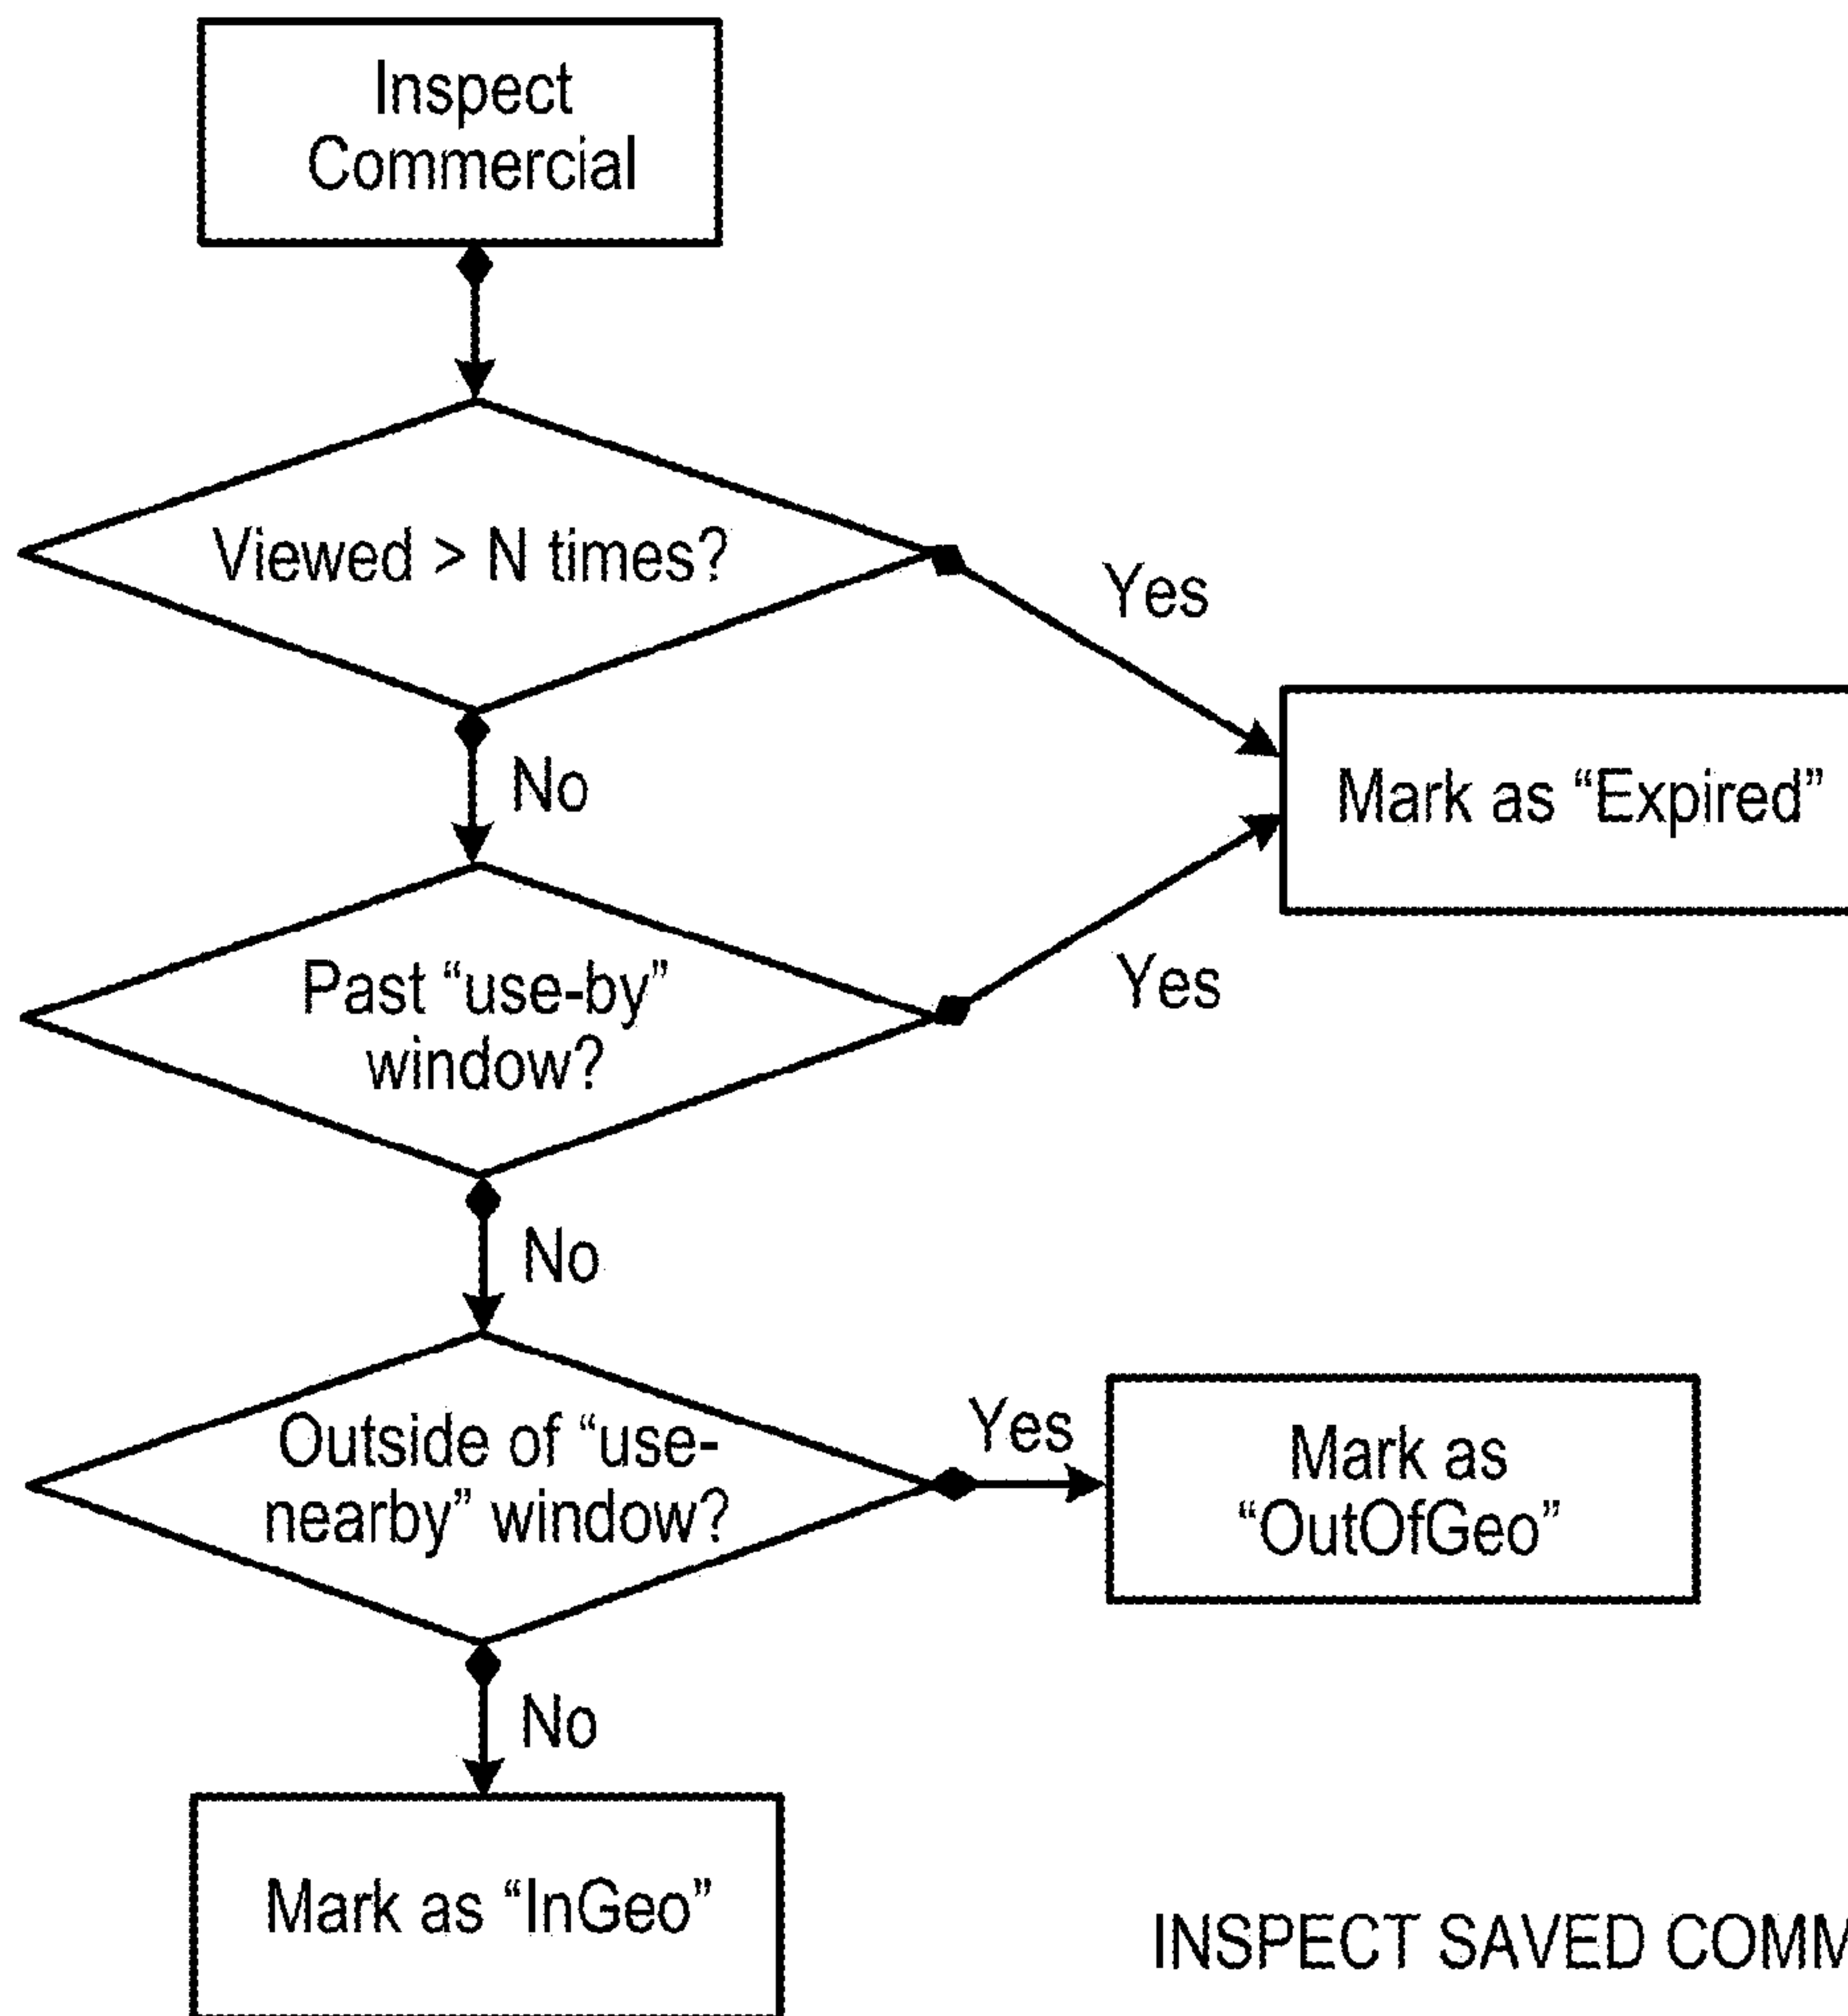 Inspect
Commercial
Viewed > N times?
Yes
No
Mark as “Expired”
Past “use-by”
window?
Yes
No
Outside of “use-
nearby” window?
Yes
Mark as
“OutOfGeo”
No
Mark as “InGeo”
INSPECT SAVED